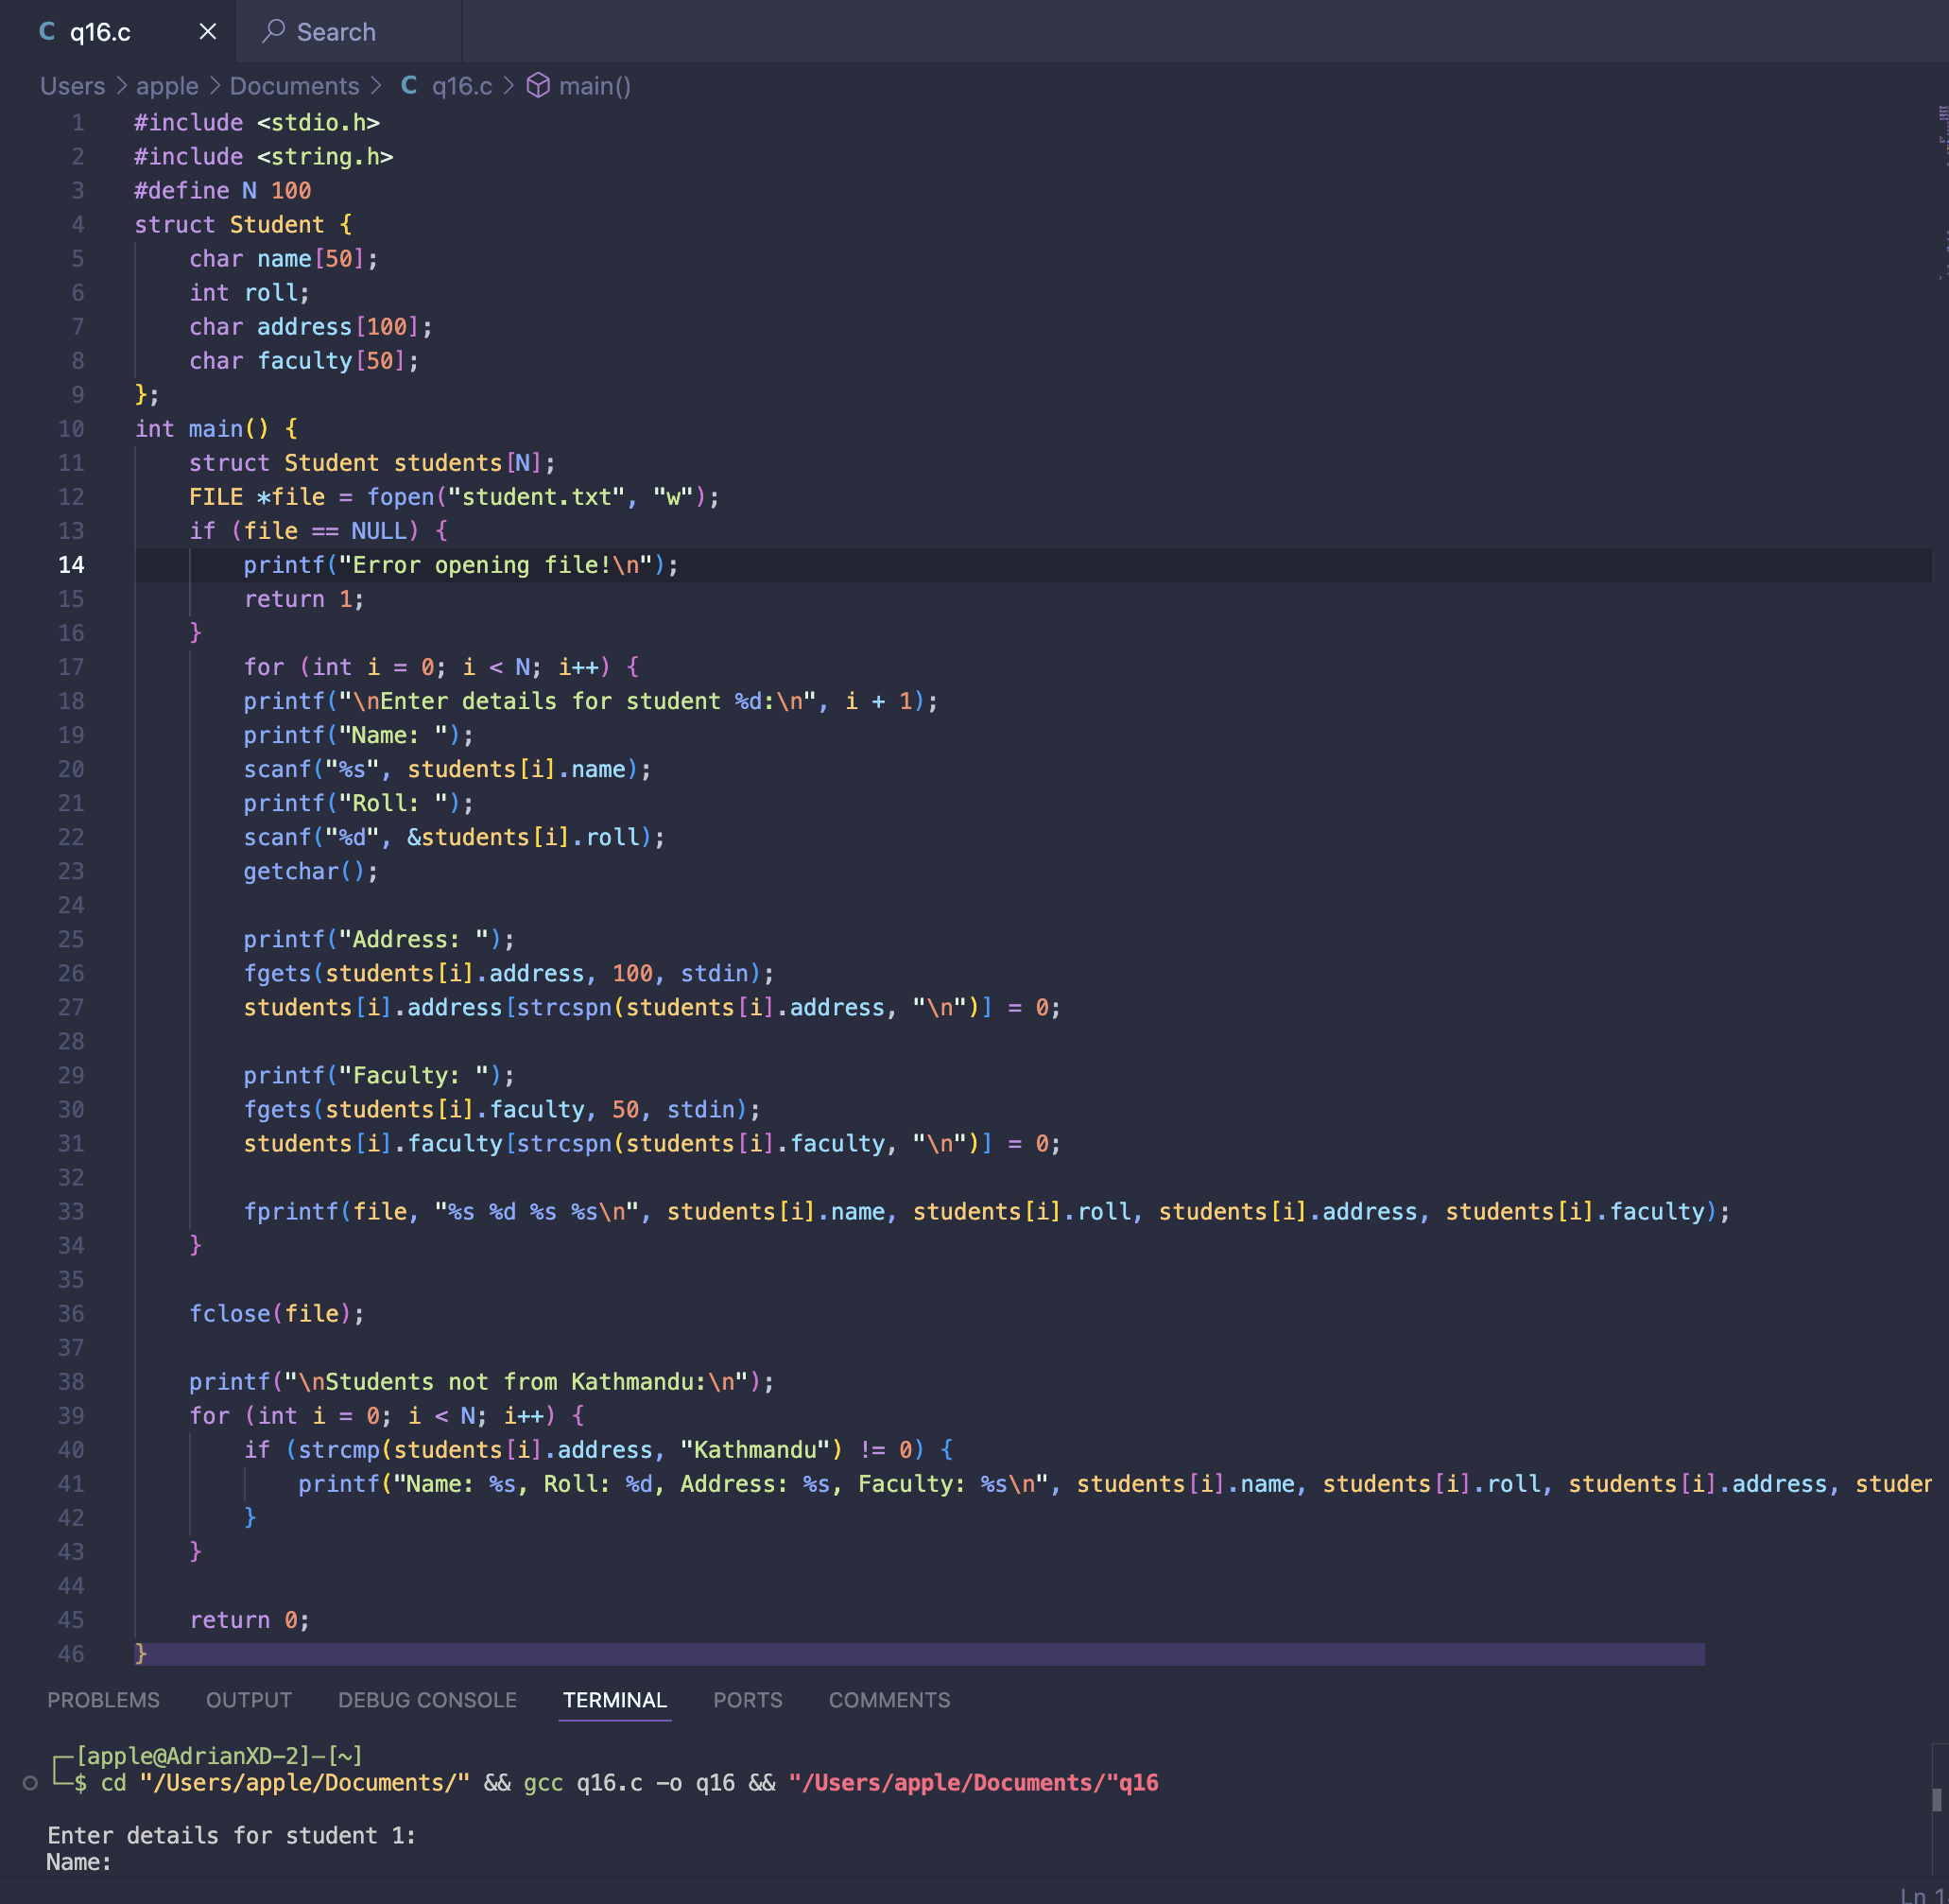 C q16.c × Search
Users > apple > Documents > C q16.c > main()
1 #include <stdio.h>
2 #include <string.h>
3 #define N 100
4 struct Student {
5     char name[50];
6     int roll;
7     char address[100];
8     char faculty[50];
9 };
10 int main() {
11     struct Student students[N];
12     FILE *file = fopen("student.txt", "w");
13     if (file == NULL) {
14         printf("Error opening file!\n");
15         return 1;
16     }
17         for (int i = 0; i < N; i++) {
18         printf("\nEnter details for student %d:\n", i + 1);
19         printf("Name: ");
20         scanf("%s", students[i].name);
21         printf("Roll: ");
22         scanf("%d", &students[i].roll);
23         getchar();
24
25         printf("Address: ");
26         fgets(students[i].address, 100, stdin);
27         students[i].address[strcspn(students[i].address, "\n")] = 0;
28
29         printf("Faculty: ");
30         fgets(students[i].faculty, 50, stdin);
31         students[i].faculty[strcspn(students[i].faculty, "\n")] = 0;
32
33         fprintf(file, "%s %d %s %s\n", students[i].name, students[i].roll, students[i].address, students[i].faculty);
34     }
35
36     fclose(file);
37
38     printf("\nStudents not from Kathmandu:\n");
39     for (int i = 0; i < N; i++) {
40         if (strcmp(students[i].address, "Kathmandu") != 0) {
41             printf("Name: %s, Roll: %d, Address: %s, Faculty: %s\n", students[i].name, students[i].roll, students[i].address, studen
42         }
43     }
44
45     return 0;
46 }
PROBLEMS OUTPUT DEBUG CONSOLE TERMINAL PORTS COMMENTS
┌─[apple@AdrianXD-2]-[~]
└─$ cd "/Users/apple/Documents/" && gcc q16.c -o q16 && "/Users/apple/Documents/"q16
Enter details for student 1:
Name: